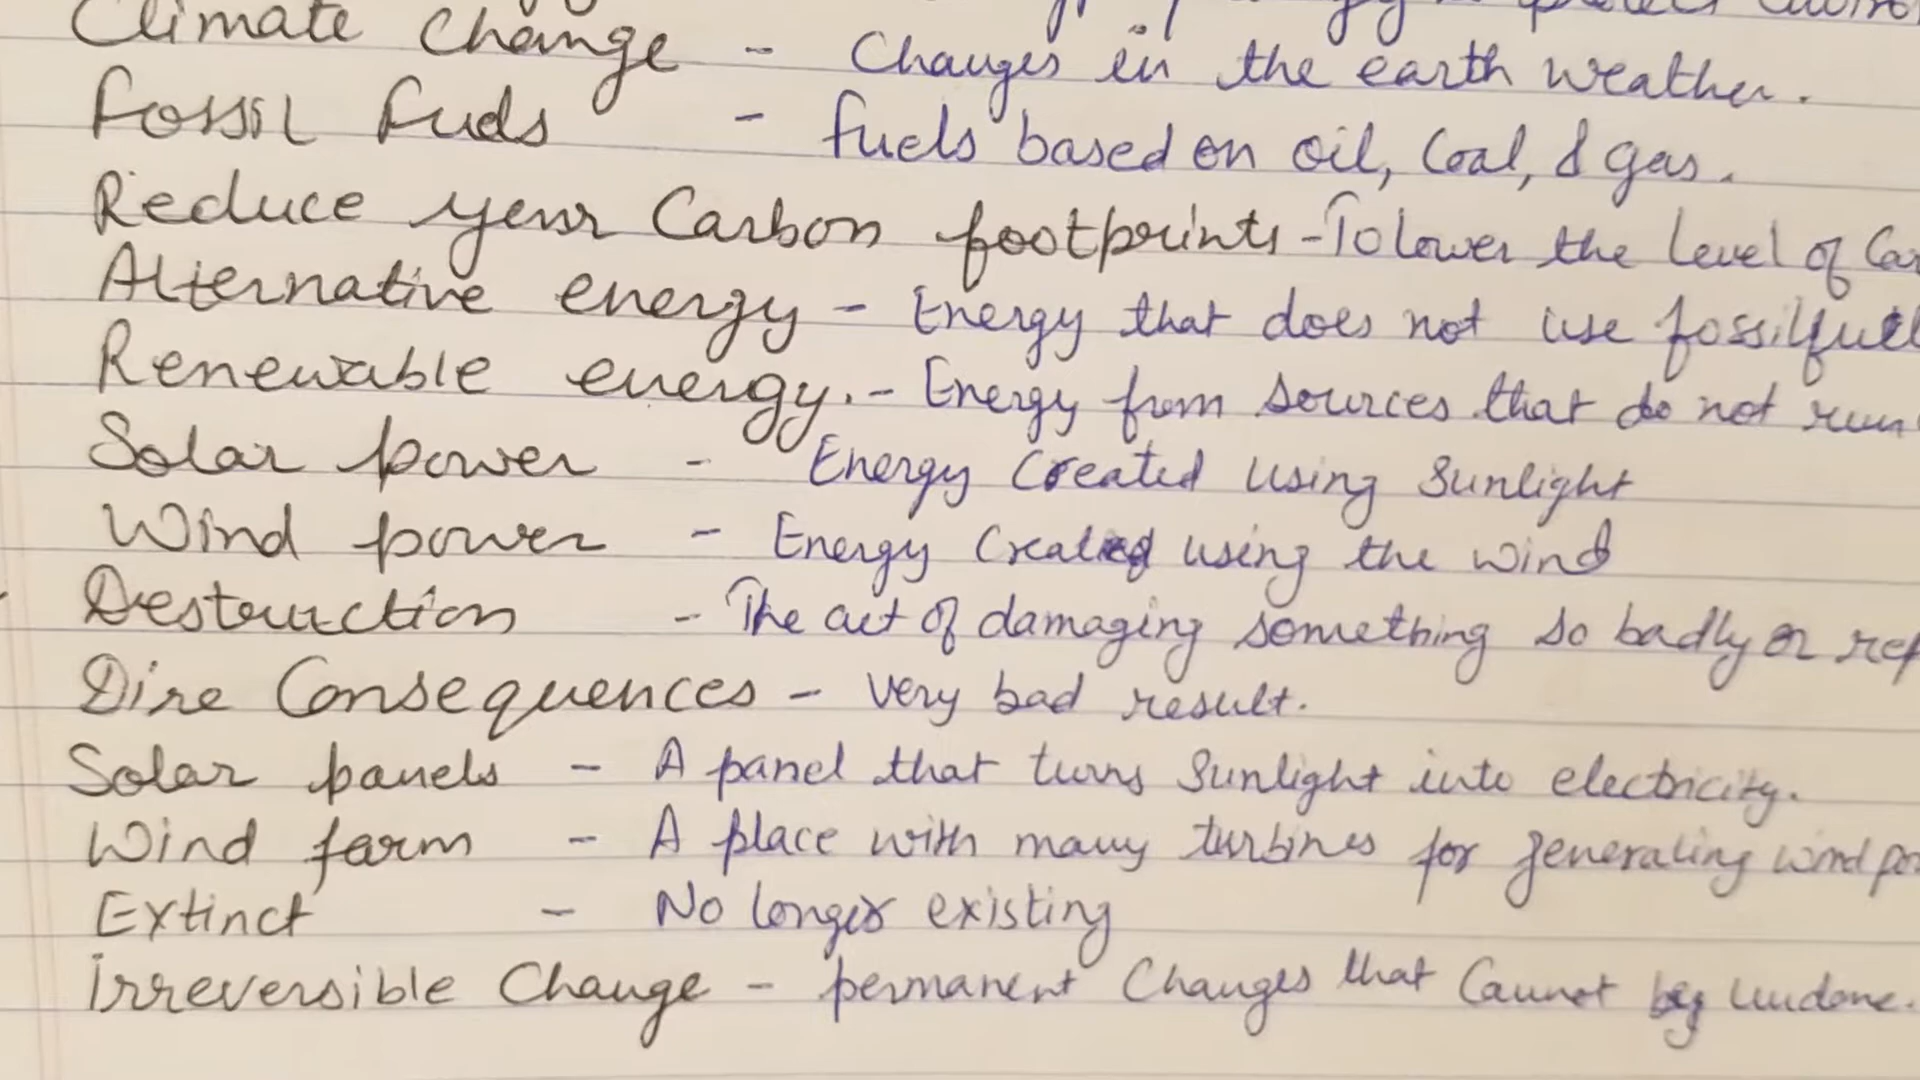 Climate Change - Changes in the earth weather.
Fossil Fuels - fuels based on oil, Coal, & gas.
Reduce your Carbon footprints - To lower the level of Car
Alternative energy - Energy that does not use fossilfuel
Renewable energy. - Energy from sources that do not run
Solar power - Energy Created Using Sunlight
Wind power - Energy Created using the wind
Destruction - The act of damaging something so badly or rep
Dire Consequences - very bad result.
Solar panels - A panel that turns Sunlight into electricity.
Wind farm - A place with many turbines for generating wind po
Extinct - No longer existing
Irreversible Change - permanent Changes that Cannot be undone.